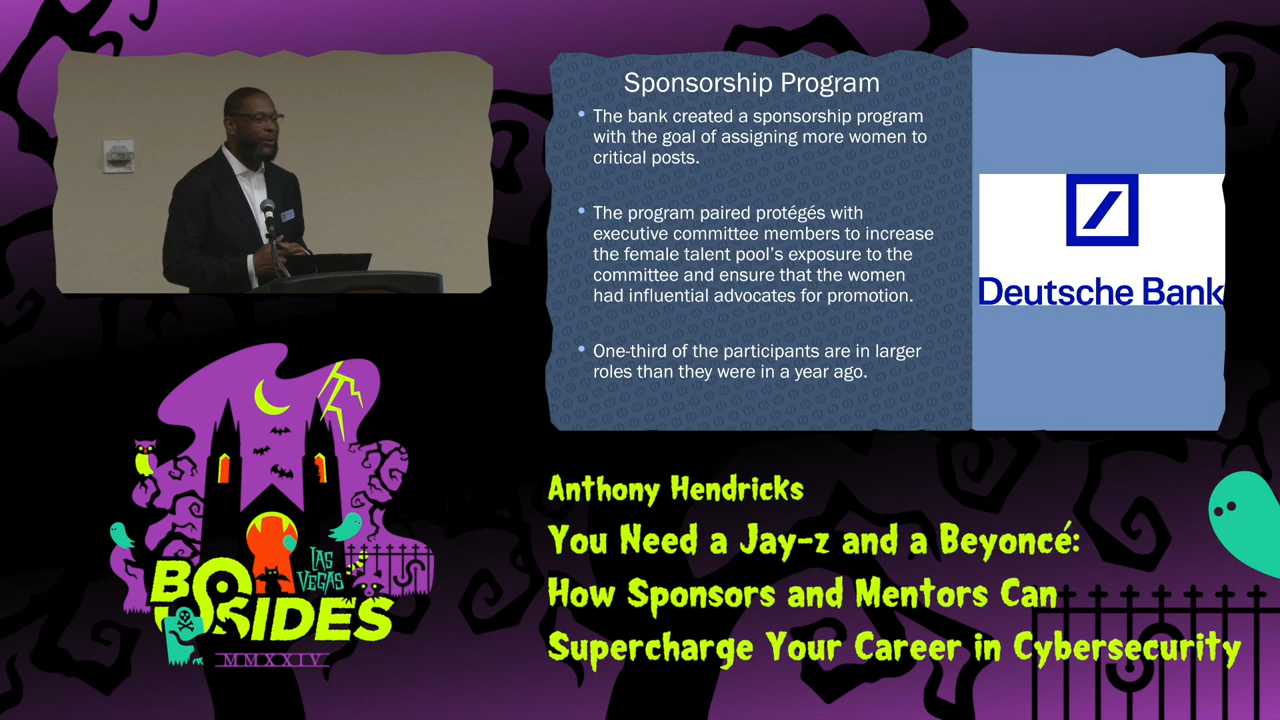 Sponsorship Program
• The bank created a sponsorship program
with the goal of assigning more women to
critical posts.
• The program paired protégés with
executive committee members to increase
the female talent pool's exposure to the
committee and ensure that the women
had influential advocates for promotion.
• One-third of the participants are in larger
roles than they were in a year ago.
Deutsche Bank
LAS
VEGAS
BSIDES
MMXXIV
Anthony Hendricks
You Need a Jay-z and a Beyoncé:
How Sponsors and Mentors Can
Supercharge Your Career in Cybersecurity